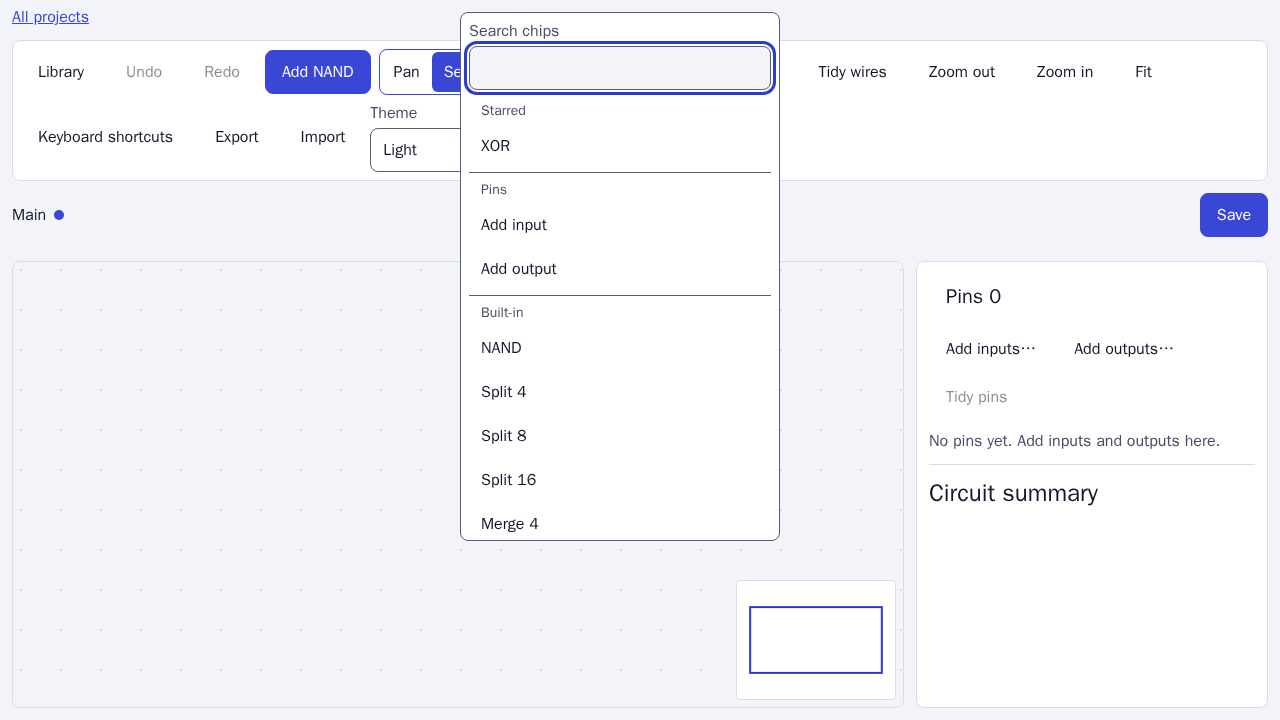 All projects
Search chips
Library Undo Redo Add NAND Pan Tidy wires Zoom out Zoom in Fit
Starred
Keyboard shortcuts Export Import Theme
Light
XOR
Pins
Main Save
Add input
Add output
Built-in
NAND
Split 4
Split 8
Split 16
Merge 4
Pins 0
Add inputs… Add outputs…
Tidy pins
No pins yet. Add inputs and outputs here.
Circuit summary